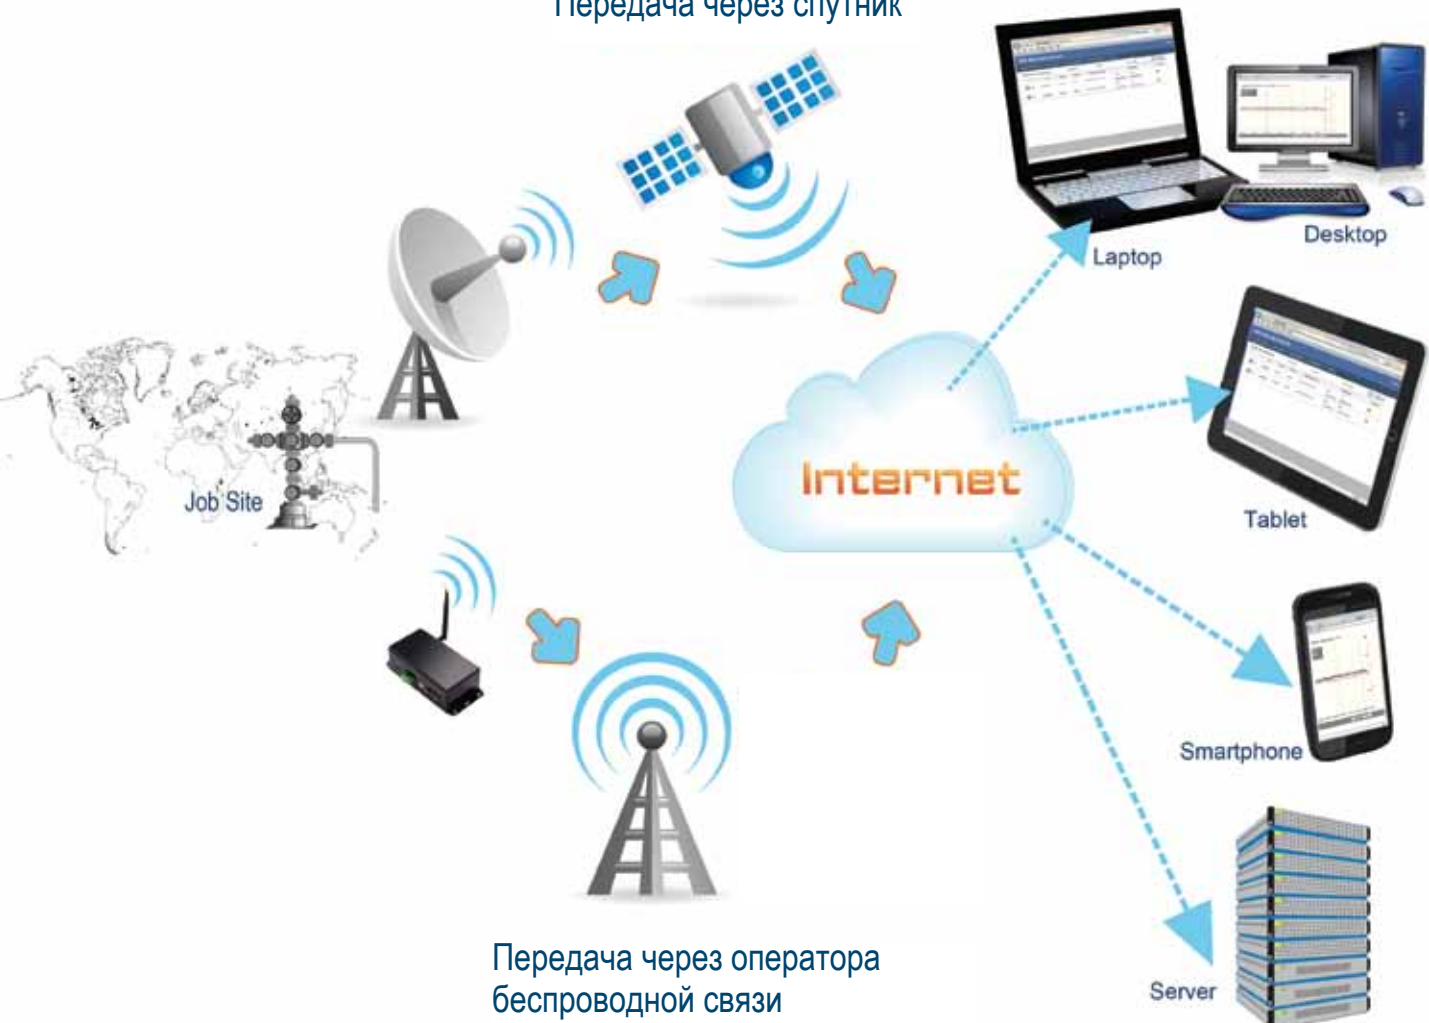 Передача через спутник
Laptop
Desktop
Job Site
Internet
Tablet
Smartphone
Server
Передача через оператора
беспроводной связи